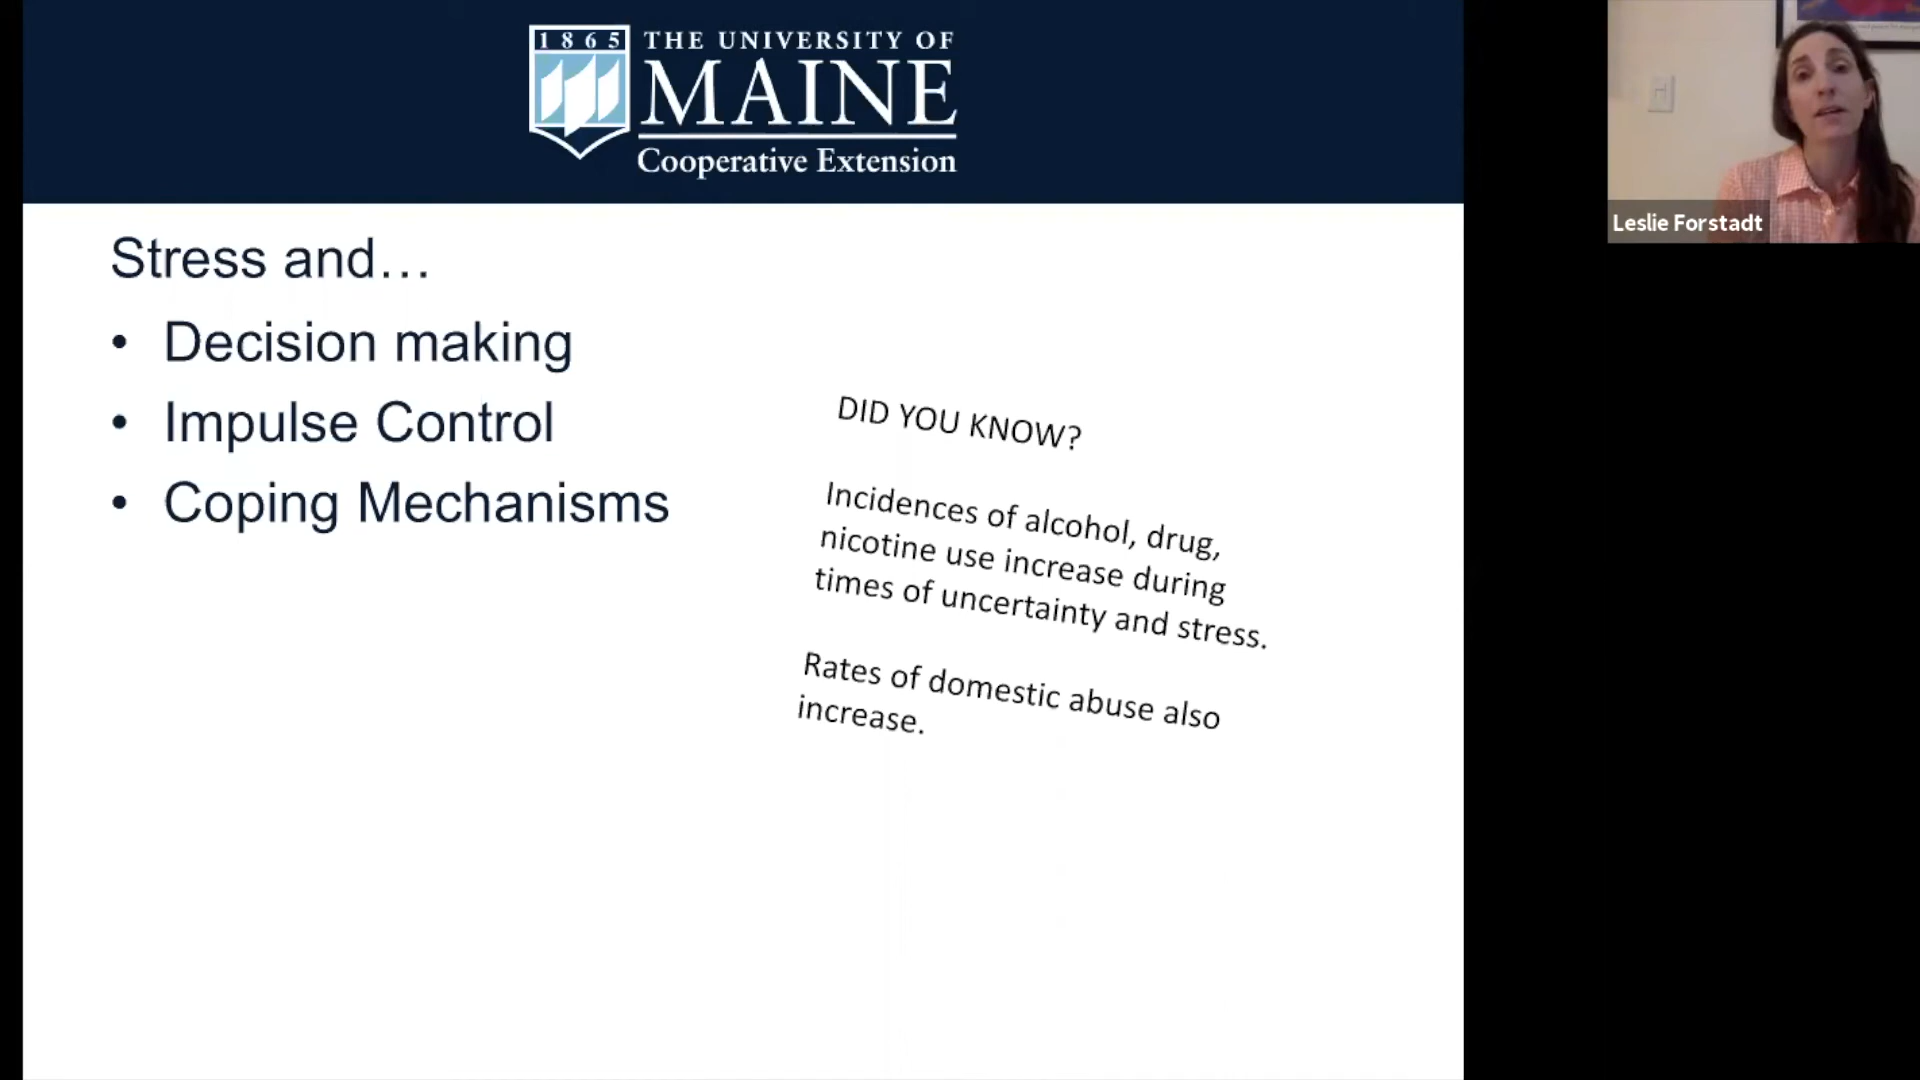 1865
THE UNIVERSITY OF
MAINE
Cooperative Extension
Stress and…
• Decision making
• Impulse Control
• Coping Mechanisms
DID YOU KNOW?
Incidences of alcohol, drug,
nicotine use increase during
times of uncertainty and stress.
Rates of domestic abuse also
increase.
Leslie Forstadt